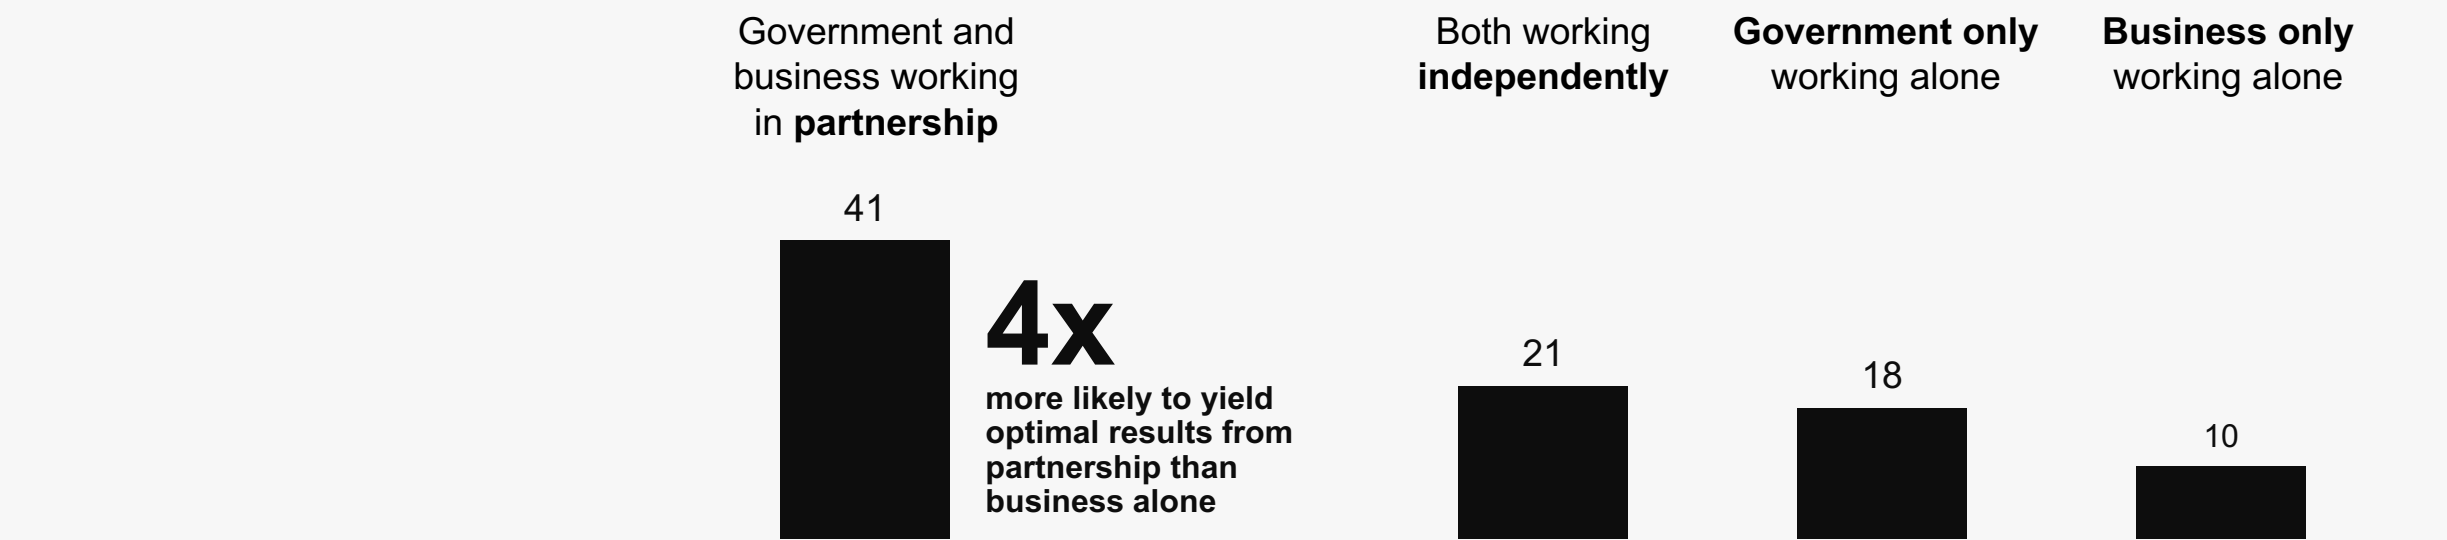 Government and
business working
in partnership
Both working
independently
Government only
working alone
Business only
working alone
41
4x
more likely to yield
optimal results from
partnership than
business alone
21
18
10